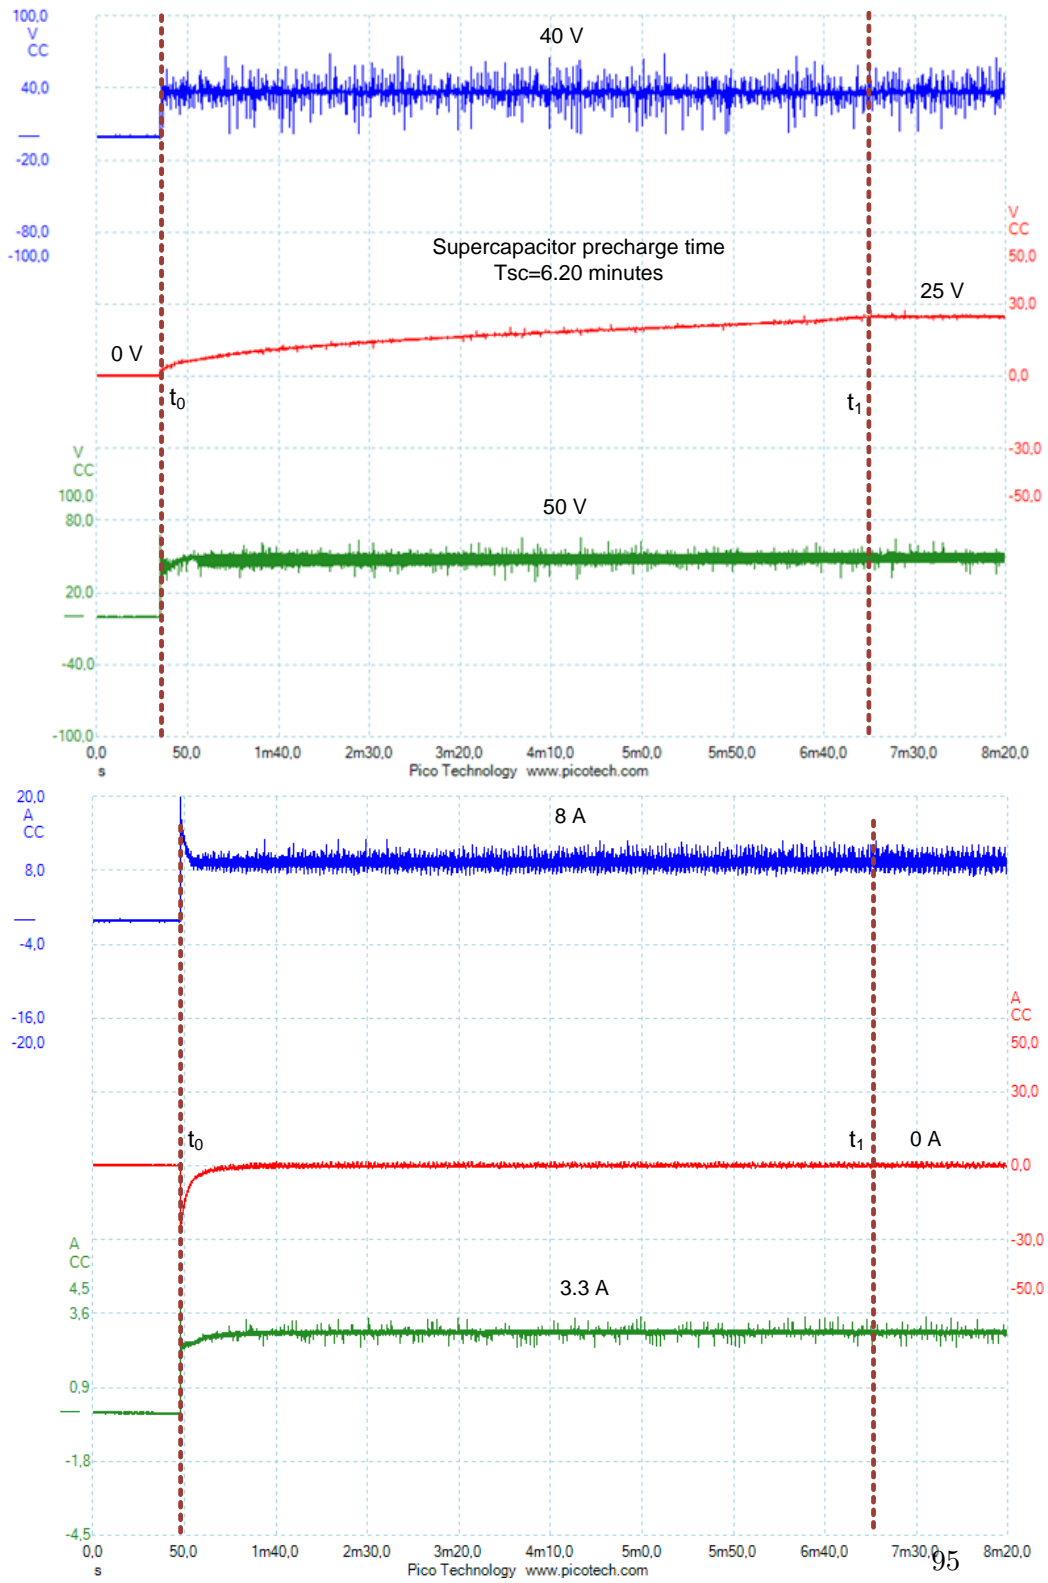 100,0
V
CC
40 V
40,0
-20,0
-80,0
-100,0
V
CC
50,0
30,0
0,0
-30,0
-50,0
Supercapacitor precharge time
Tsc=6.20 minutes
25 V
0 V
t0
t1
V
CC
100,0
80,0
20,0
-40,0
-100,0
50 V
0,0 50,0 1m40,0 2m30,0 3m20,0 4m10,0 5m0,0 5m50,0 6m40,0 7m30,0 8m20,0
s
Pico Technology www.picotech.com
20,0
A
CC
8 A
8,0
-4,0
-16,0
-20,0
A
CC
50,0
30,0
0,0
-30,0
-50,0
t0
t1
0 A
A
CC
4,5
3,6
0,9
-1,8
-4,5
3.3 A
0,0 50,0 1m40,0 2m30,0 3m20,0 4m10,0 5m0,0 5m50,0 6m40,0 7m30,0 8m20,0
s
Pico Technology www.picotech.com
95